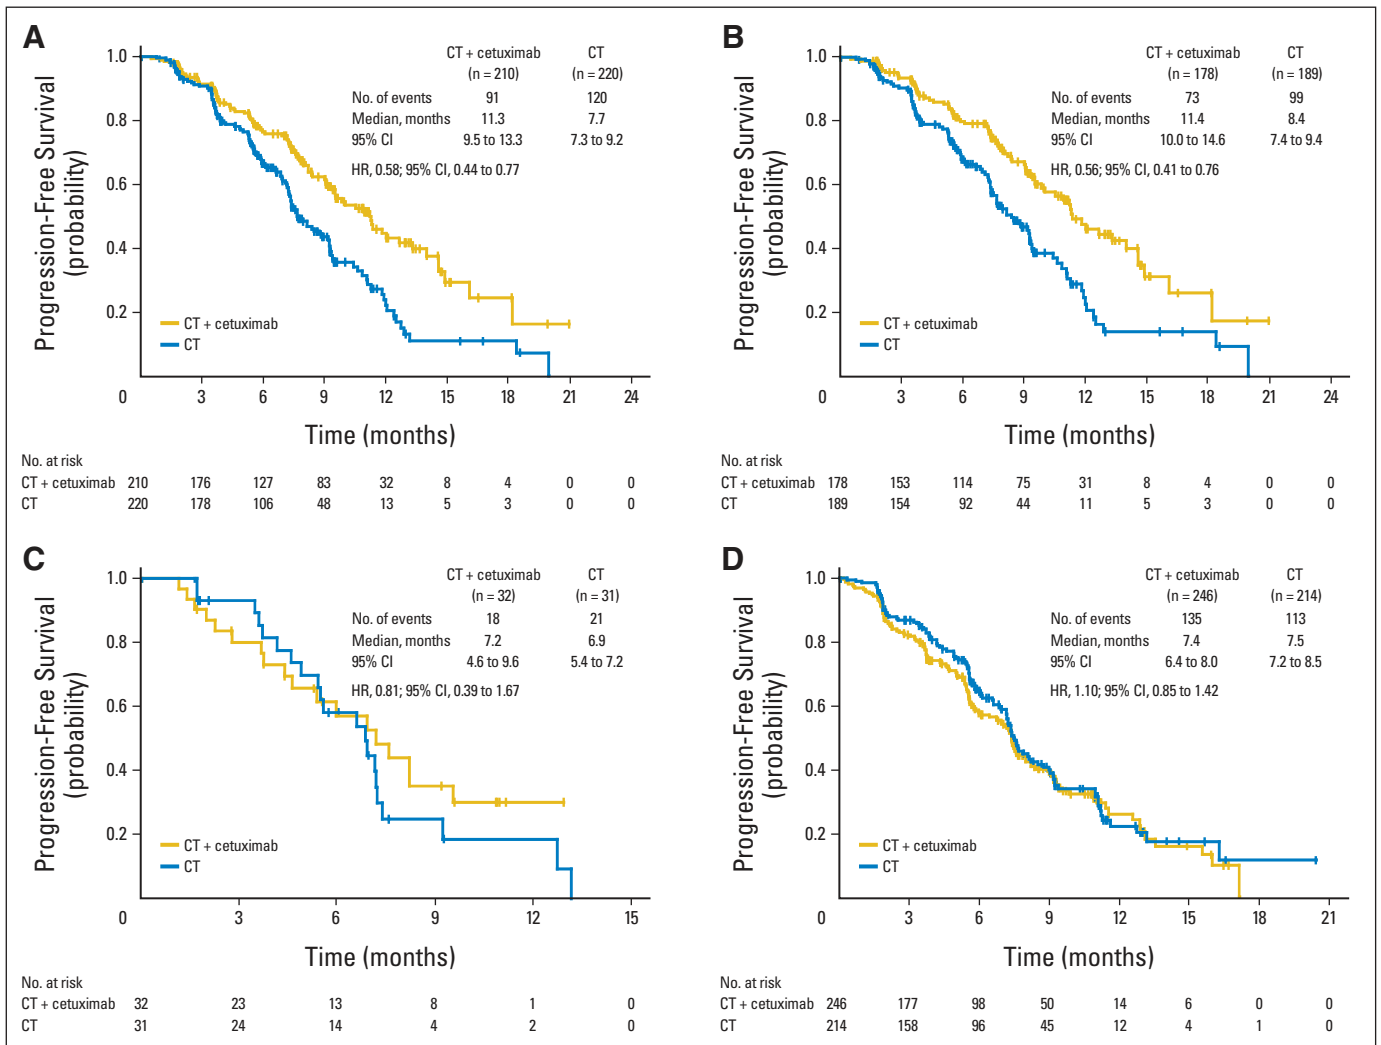 A
CT + cetuximab CT
(n = 210) (n = 220)
No. of events 91 120
Median, months 11.3 7.7
95% CI 9.5 to 13.3 7.3 to 9.2
HR, 0.58; 95% CI, 0.44 to 0.77
Progression-Free Survival
(probability)
1.0
0.8
0.6
0.4
0.2
CT + cetuximab
CT
0 3 6 9 12 15 18 21 24
Time (months)
No. at risk
CT + cetuximab 210 176 127 83 32 8 4 0 0
CT 220 178 106 48 13 5 3 0 0
B
CT + cetuximab CT
(n = 178) (n = 189)
No. of events 73 99
Median, months 11.4 8.4
95% CI 10.0 to 14.6 7.4 to 9.4
HR, 0.56; 95% CI, 0.41 to 0.76
Progression-Free Survival
(probability)
1.0
0.8
0.6
0.4
0.2
CT + cetuximab
CT
0 3 6 9 12 15 18 21 24
Time (months)
No. at risk
CT + cetuximab 178 153 114 75 31 8 4 0 0
CT 189 154 92 44 11 5 3 0 0
C
CT + cetuximab CT
(n = 32) (n = 31)
No. of events 18 21
Median, months 7.2 6.9
95% CI 4.6 to 9.6 5.4 to 7.2
HR, 0.81; 95% CI, 0.39 to 1.67
Progression-Free Survival
(probability)
1.0
0.8
0.6
0.4
0.2
CT + cetuximab
CT
0 3 6 9 12 15
Time (months)
No. at risk
CT + cetuximab 32 23 13 8 1 0
CT 31 24 14 4 2 0
D
CT + cetuximab CT
(n = 246) (n = 214)
No. of events 135 113
Median, months 7.4 7.5
95% CI 6.4 to 8.0 7.2 to 8.5
HR, 1.10; 95% CI, 0.85 to 1.42
Progression-Free Survival
(probability)
1.0
0.8
0.6
0.4
0.2
CT + cetuximab
CT
0 3 6 9 12 15 18 21
Time (months)
No. at risk
CT + cetuximab 246 177 98 50 14 6 0 0
CT 214 158 96 45 12 4 1 0